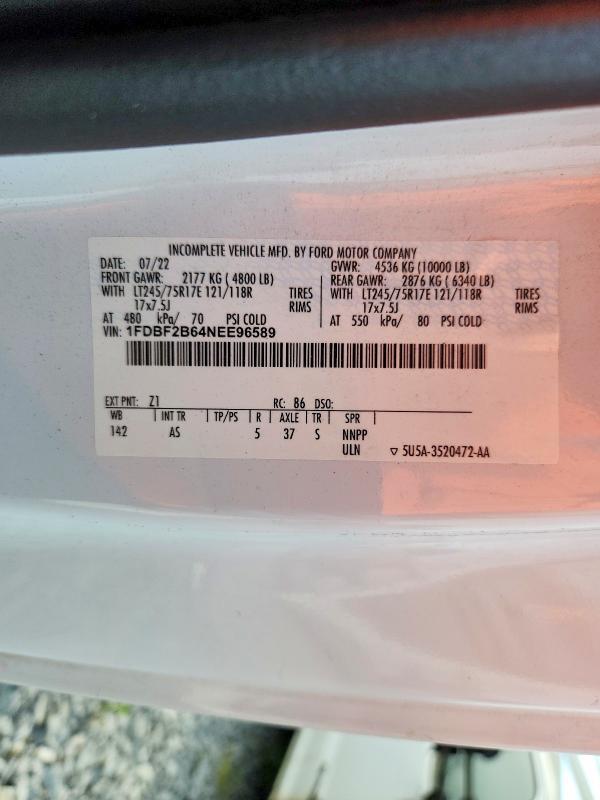 INCOMPLETE VEHICLE MFD. BY FORD MOTOR COMPANY
DATE: 07/22 GVWR: 4536 KG (10000 LB)
FRONT GAWR: 2177 KG ( 4800 LB) REAR GAWR: 2876 KG ( 6340 LB)
WITH LT245/75R17E 121/118R TIRES WITH LT245/75R17E 121/118R TIRES
17x7.5J RIMS 17x7.5J RIMS
AT 480 kPa/ 70 PSI COLD AT 550 kPa/ 80 PSI COLD
VIN: 1FDBF2B64NEE96589
EXT PNT: Z1 RC: B6 DSO:
WB INT TR TP/PS R AXLE TR SPR
142 AS 5 37 S NNPP
ULN ▽ 5U5A-3520472-AA